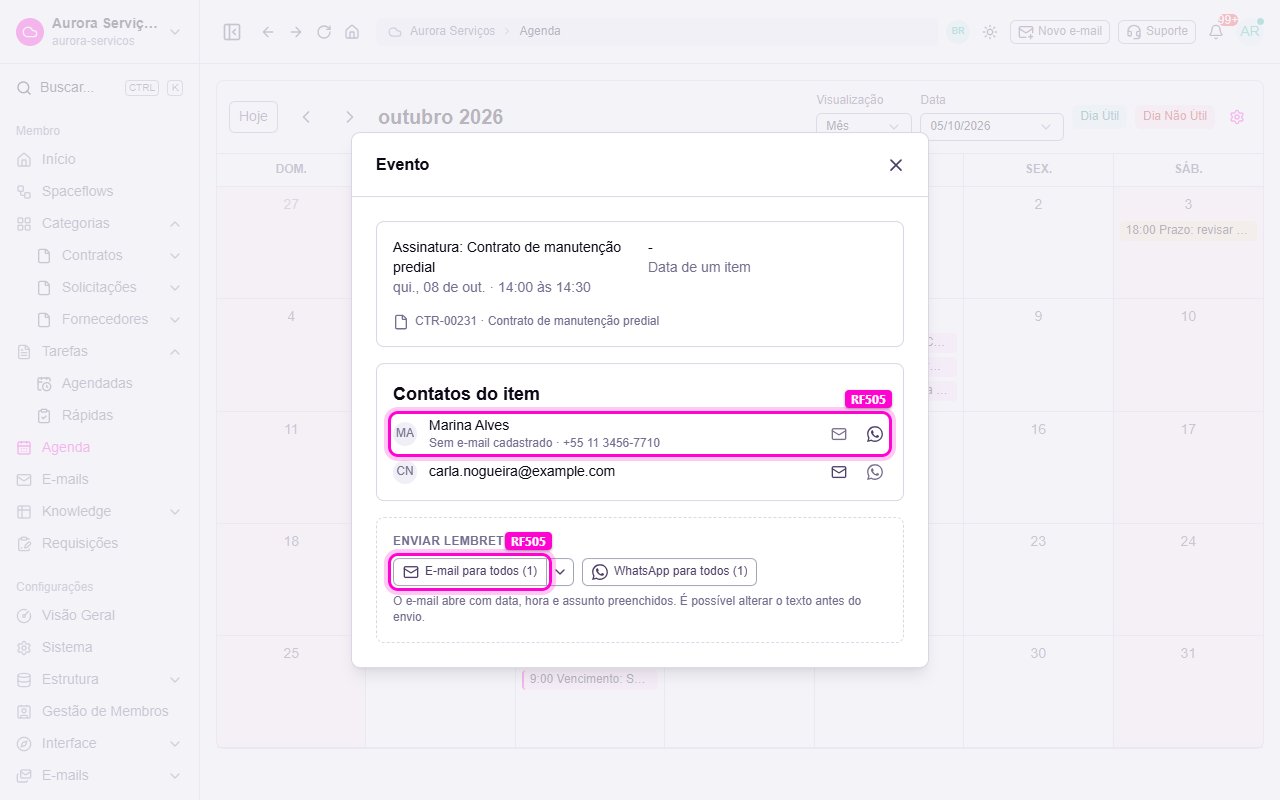 Aurora Serviç...
aurora-servicos
Aurora Serviços
Agenda
BR
Novo e-mail
Suporte
99+
AR
Buscar...
CTRL
K
Membro
Início
Spaceflows
Categorias
Contratos
Solicitações
Fornecedores
Tarefas
Agendadas
Rápidas
Agenda
E-mails
Knowledge
Requisições
Configurações
Visão Geral
Sistema
Estrutura
Gestão de Membros
Interface
E-mails
Hoje
outubro 2026
Visualização
Mês
Data
05/10/2026
Dia Útil
Dia Não Útil
DOM.
SEX.
SÁB.
27
2
3
18:00 Prazo: revisar ...
4
9
10
11
16
17
18
23
24
25
30
31
9:00 Vencimento: S...
Evento
Assinatura: Contrato de manutenção
predial
qui., 08 de out. · 14:00 às 14:30
-
Data de um item
CTR-00231 · Contrato de manutenção predial
Contatos do item
RF505
MA
Marina Alves
Sem e-mail cadastrado · +55 11 3456-7710
CN
carla.nogueira@example.com
ENVIAR LEMBRET
RF505
E-mail para todos (1)
WhatsApp para todos (1)
O e-mail abre com data, hora e assunto preenchidos. É possível alterar o texto antes do
envio.